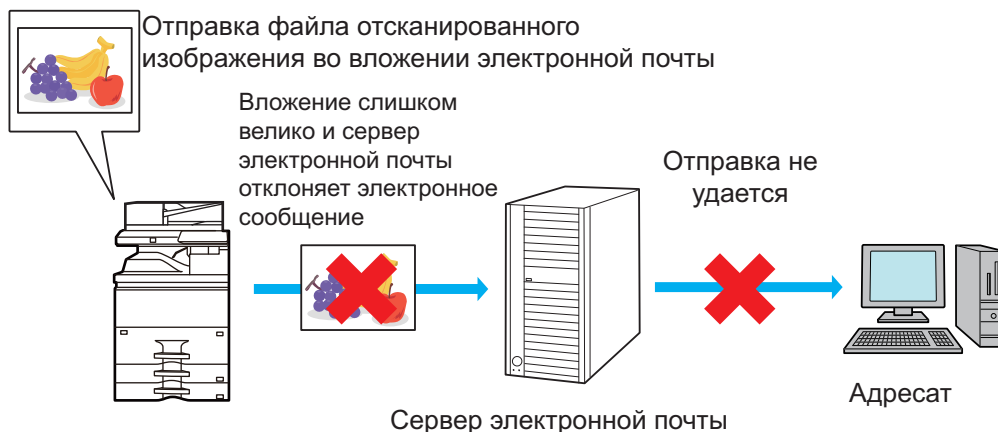 Отправка файла отсканированного
изображения во вложении электронной почты
Вложение слишком
велико и сервер
электронной почты
отклоняет электронное
сообщение
Отправка не
удается
Адресат
Сервер электронной почты